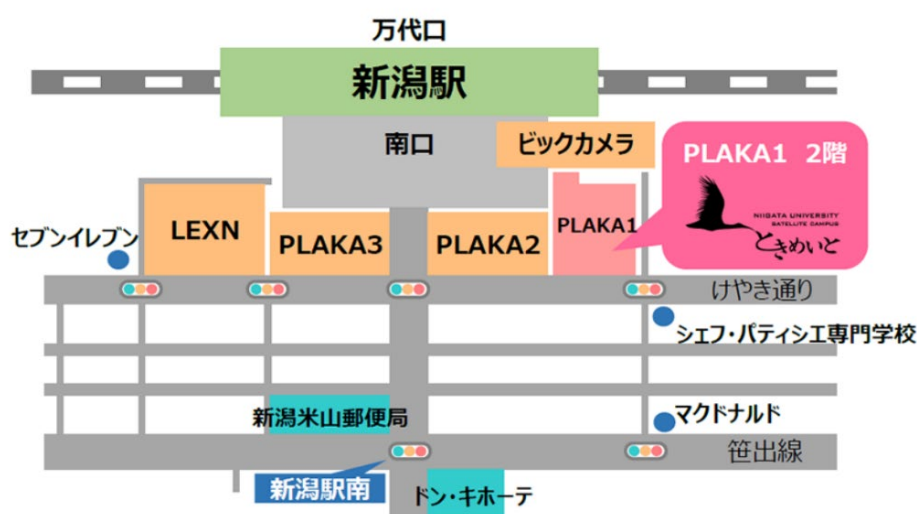 万代口
新潟駅
南口
ビックカメラ
PLAKA1 2階
NIIGATA UNIVERSITY
SATELLITE CAMPUS
ときめいと
LEXN
PLAKA3
PLAKA2
PLAKA1
セブンイレブン
けやき通り
シェフ・パティシエ専門学校
新潟米山郵便局
マクドナルド
笹出線
新潟駅南
ドン・キホーテ